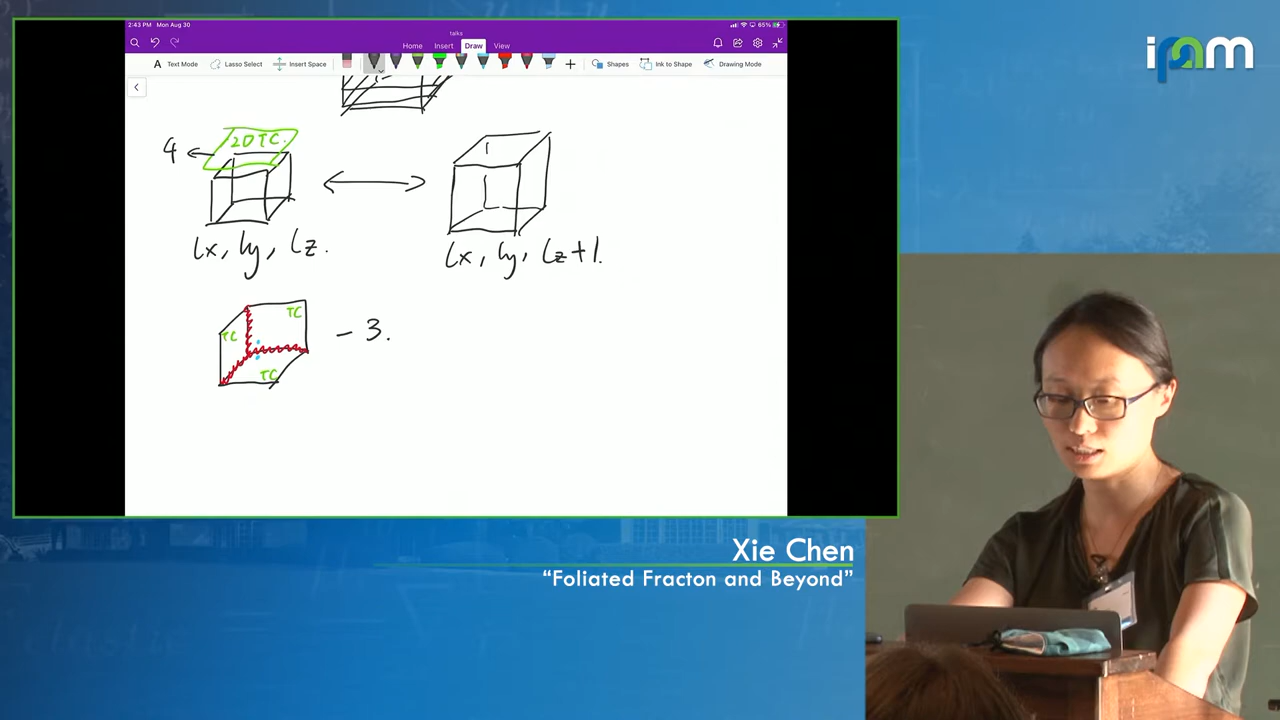 2:43 PM Mon Aug 30
talks
65%
Home Insert Draw View
Text Mode Lasso Select Insert Space Shapes Ink to Shape Drawing Mode
ipam
4 ← 2D TC.
Lx, Ly, Lz.
Lx, Ly, Lz+1.
TC TC
TC
- 3.
Xie Chen
"Foliated Fracton and Beyond"